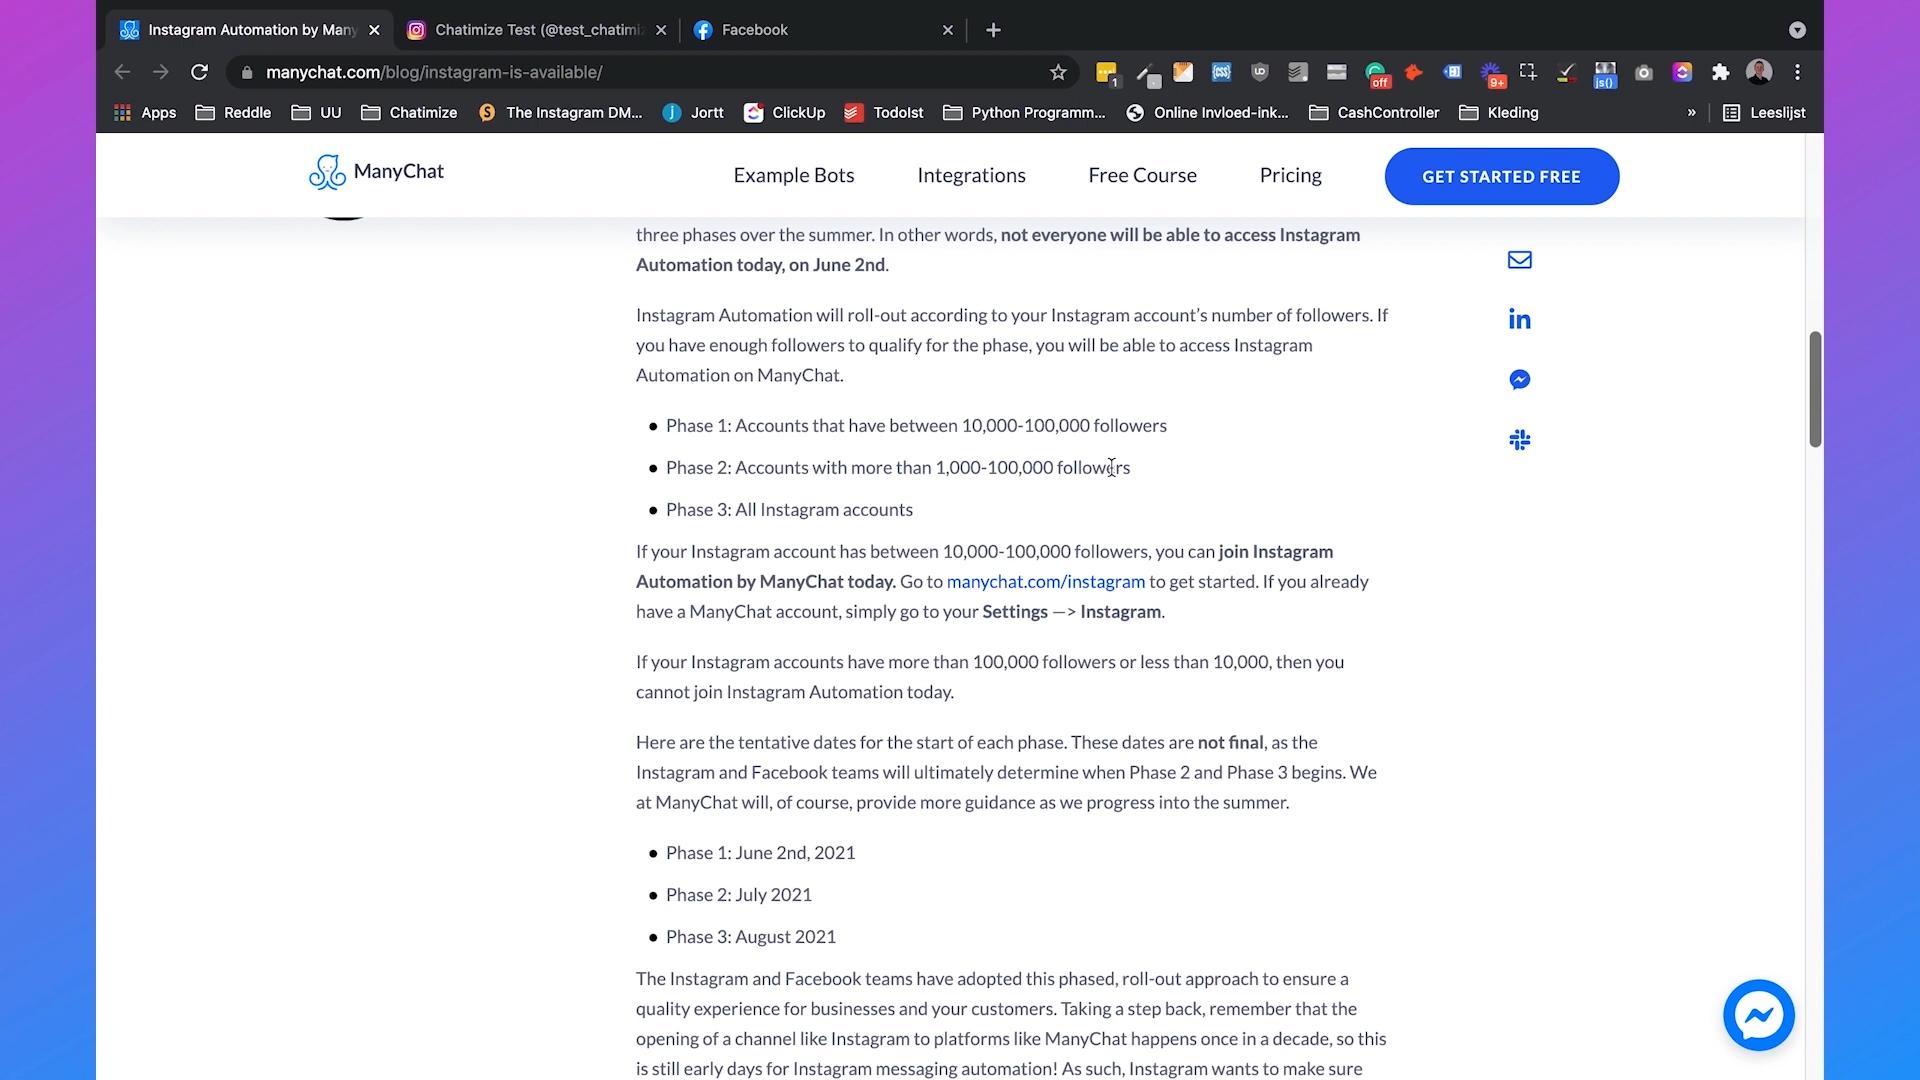 Instagram Automation by Many
Chatimize Test (@test_chatimiz
Facebook
manychat.com/blog/instagram-is-available/
1
off
9+
js()
Apps
Reddle
UU
Chatimize
The Instagram DM...
Jortt
ClickUp
TodoIst
Python Programm...
Online Invloed-ink...
CashController
Kleding
»
Leeslijst
ManyChat
Example Bots
Integrations
Free Course
Pricing
GET STARTED FREE
three phases over the summer. In other words, not everyone will be able to access Instagram
Automation today, on June 2nd.
Instagram Automation will roll-out according to your Instagram account’s number of followers. If
you have enough followers to qualify for the phase, you will be able to access Instagram
Automation on ManyChat.
● Phase 1: Accounts that have between 10,000-100,000 followers
● Phase 2: Accounts with more than 1,000-100,000 followers
● Phase 3: All Instagram accounts
If your Instagram account has between 10,000-100,000 followers, you can join Instagram
Automation by ManyChat today. Go to manychat.com/instagram to get started. If you already
have a ManyChat account, simply go to your Settings —> Instagram.
If your Instagram accounts have more than 100,000 followers or less than 10,000, then you
cannot join Instagram Automation today.
Here are the tentative dates for the start of each phase. These dates are not final, as the
Instagram and Facebook teams will ultimately determine when Phase 2 and Phase 3 begins. We
at ManyChat will, of course, provide more guidance as we progress into the summer.
● Phase 1: June 2nd, 2021
● Phase 2: July 2021
● Phase 3: August 2021
The Instagram and Facebook teams have adopted this phased, roll-out approach to ensure a
quality experience for businesses and your customers. Taking a step back, remember that the
opening of a channel like Instagram to platforms like ManyChat happens once in a decade, so this
is still early days for Instagram messaging automation! As such, Instagram wants to make sure